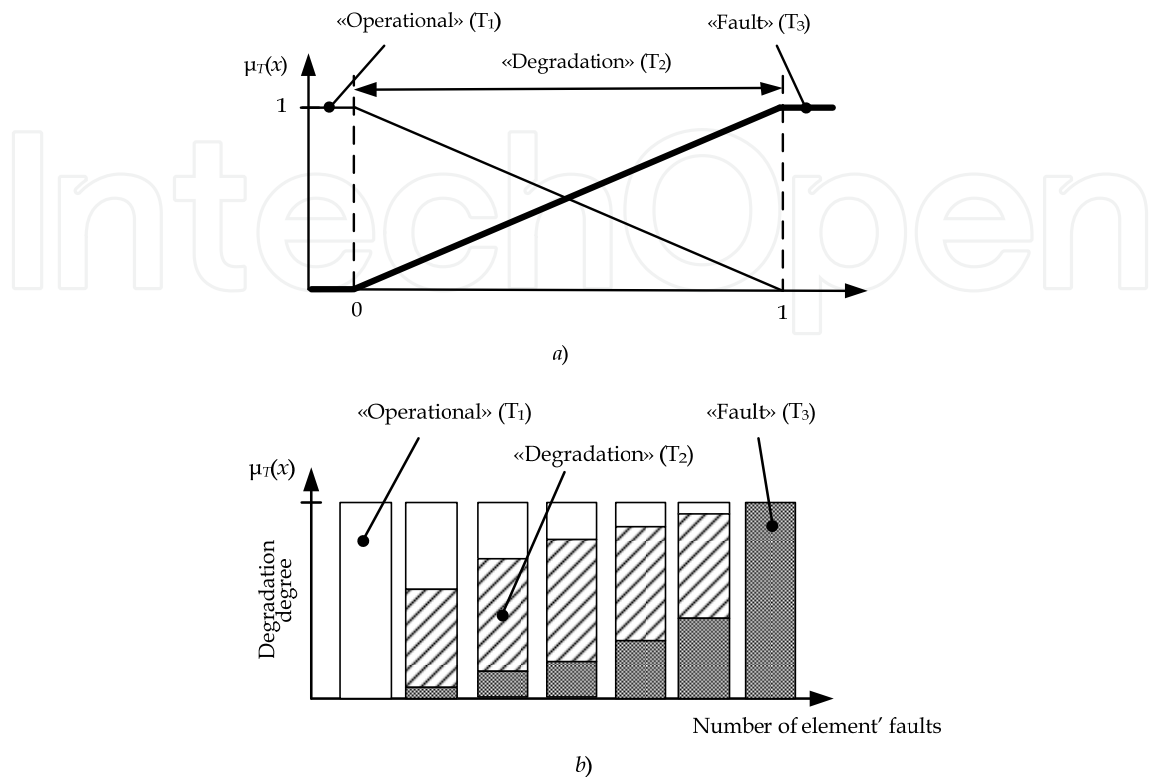 «Operational» (T1)
«Fault» (T3)
μT(x)
«Degradation» (T2)
1
IntechOpen
0
1
a)
«Operational» (T1)
«Fault» (T3)
«Degradation» (T2)
μT(x)
Degradation
degree
Number of element' faults
b)